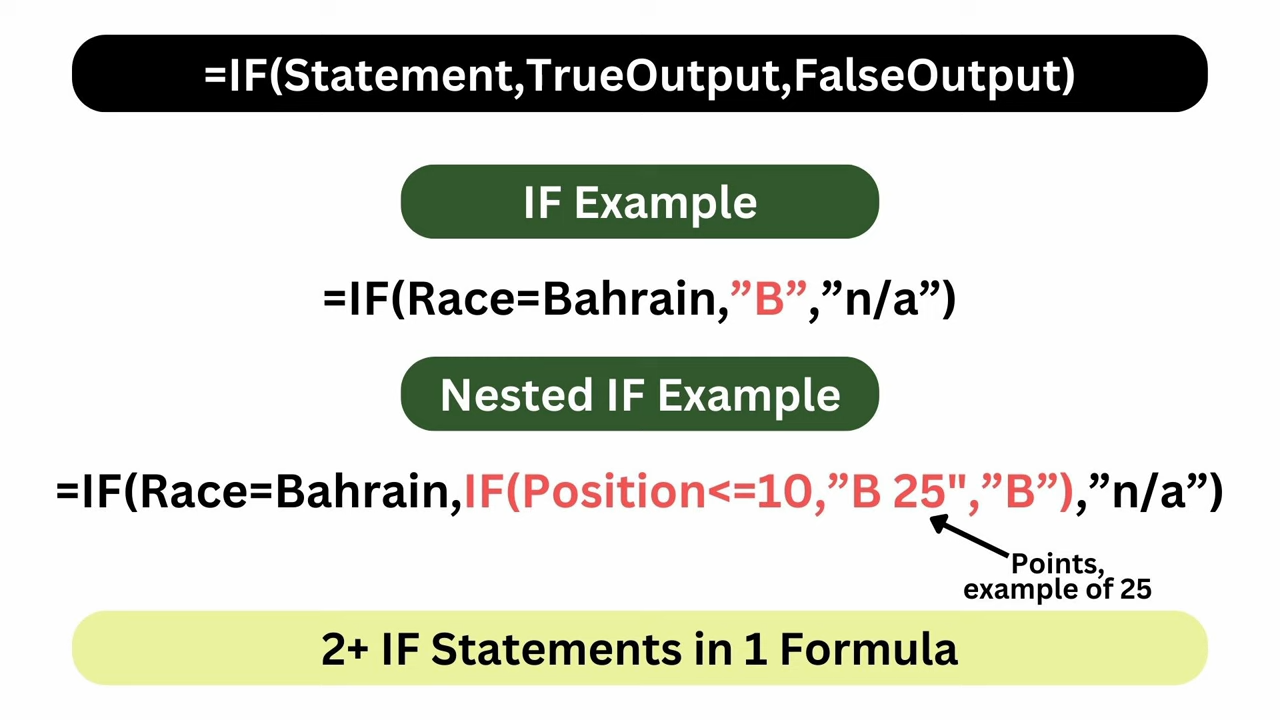 =IF(Statement,TrueOutput,FalseOutput)
IF Example
=IF(Race=Bahrain,”B”,”n/a”)
Nested IF Example
=IF(Race=Bahrain,IF(Position<=10,”B 25",”B”),”n/a”)
Points,
example of 25
2+ IF Statements in 1 Formula